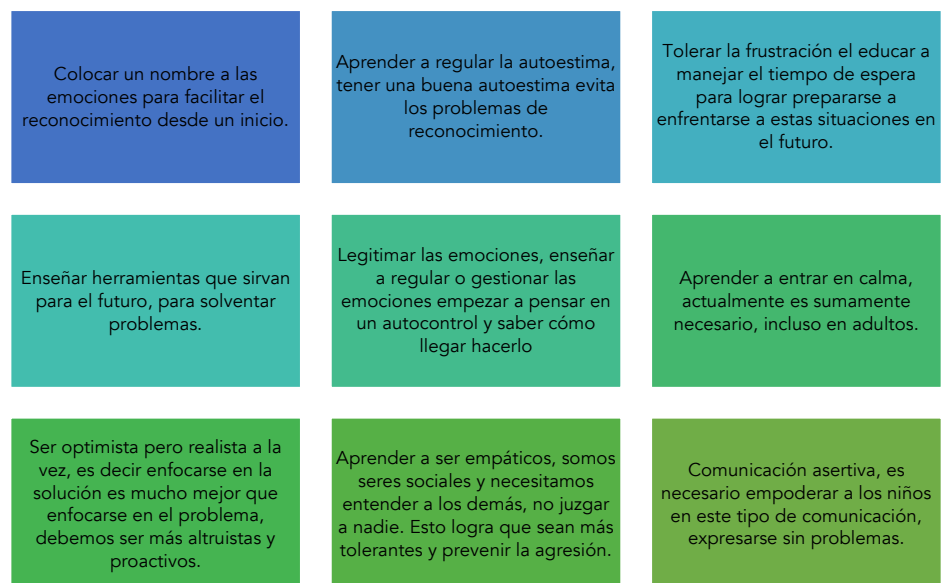 Colocar un nombre a las
emociones para facilitar el
reconocimiento desde un inicio.
Aprender a regular la autoestima,
tener una buena autoestima evita
los problemas de
reconocimiento.
Tolerar la frustración el educar a
manejar el tiempo de espera
para lograr prepararse a
enfrentarse a estas situaciones en
el futuro.
Enseñar herramientas que sirvan
para el futuro, para solventar
problemas.
Legitimar las emociones, enseñar
a regular o gestionar las
emociones empezar a pensar en
un autocontrol y saber cómo
llegar hacerlo
Aprender a entrar en calma,
actualmente es sumamente
necesario, incluso en adultos.
Ser optimista pero realista a la
vez, es decir enfocarse en la
solución es mucho mejor que
enfocarse en el problema,
debemos ser más altruistas y
proactivos.
Aprender a ser empáticos, somos
seres sociales y necesitamos
entender a los demás, no juzgar
a nadie. Esto logra que sean más
tolerantes y prevenir la agresión.
Comunicación asertiva, es
necesario empoderar a los niños
en este tipo de comunicación,
expresarse sin problemas.